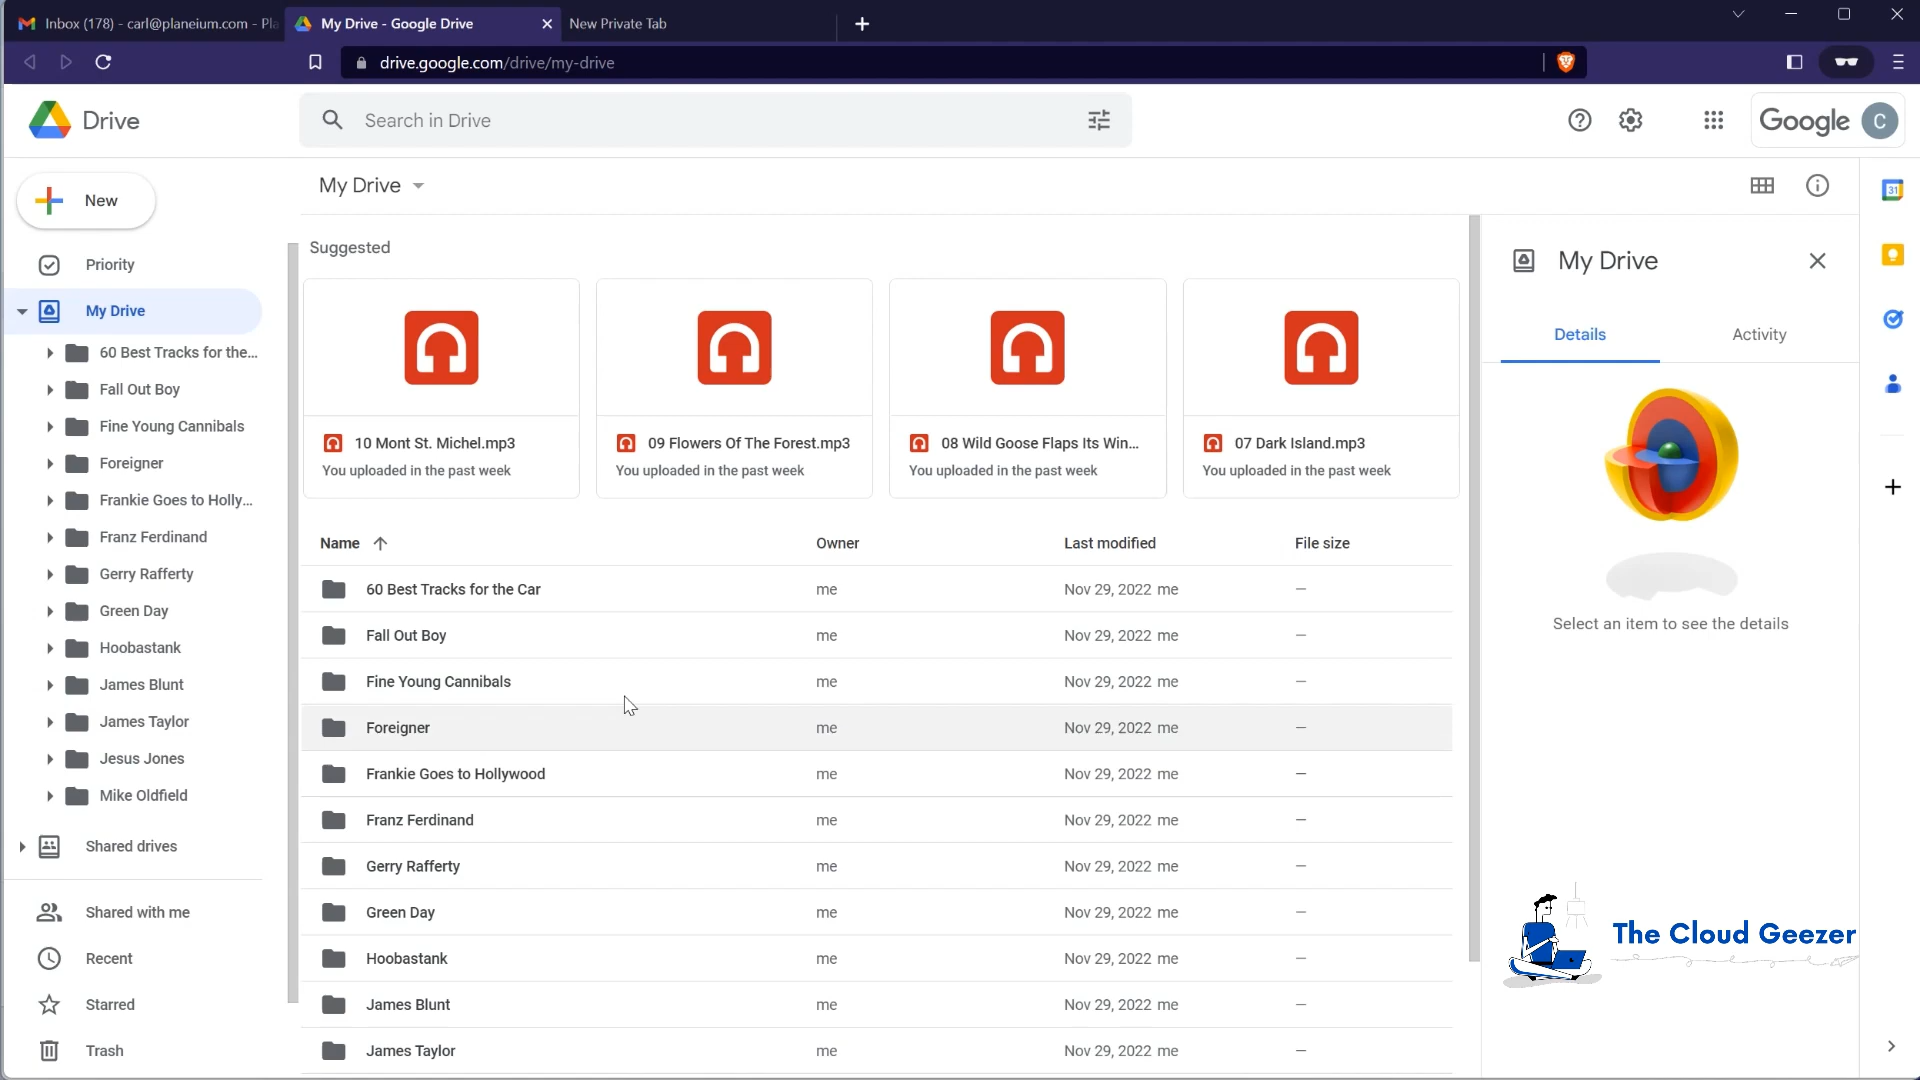 Inbox (178) - carl@planeium.com - Pla
My Drive - Google Drive
New Private Tab
drive.google.com/drive/my-drive
Drive
Search in Drive
Google C
New
My Drive
Priority
My Drive
60 Best Tracks for the...
Fall Out Boy
Fine Young Cannibals
Foreigner
Frankie Goes to Holly...
Franz Ferdinand
Gerry Rafferty
Green Day
Hoobastank
James Blunt
James Taylor
Jesus Jones
Mike Oldfield
Shared drives
Shared with me
Recent
Starred
Trash
Suggested
10 Mont St. Michel.mp3
You uploaded in the past week
09 Flowers Of The Forest.mp3
You uploaded in the past week
08 Wild Goose Flaps Its Win...
You uploaded in the past week
07 Dark Island.mp3
You uploaded in the past week
Name Owner Last modified File size
60 Best Tracks for the Car me Nov 29, 2022 me —
Fall Out Boy me Nov 29, 2022 me —
Fine Young Cannibals me Nov 29, 2022 me —
Foreigner me Nov 29, 2022 me —
Frankie Goes to Hollywood me Nov 29, 2022 me —
Franz Ferdinand me Nov 29, 2022 me —
Gerry Rafferty me Nov 29, 2022 me —
Green Day me Nov 29, 2022 me —
Hoobastank me Nov 29, 2022 me —
James Blunt me Nov 29, 2022 me —
James Taylor me Nov 29, 2022 me —
My Drive
Details
Activity
Select an item to see the details
The Cloud Geezer
31